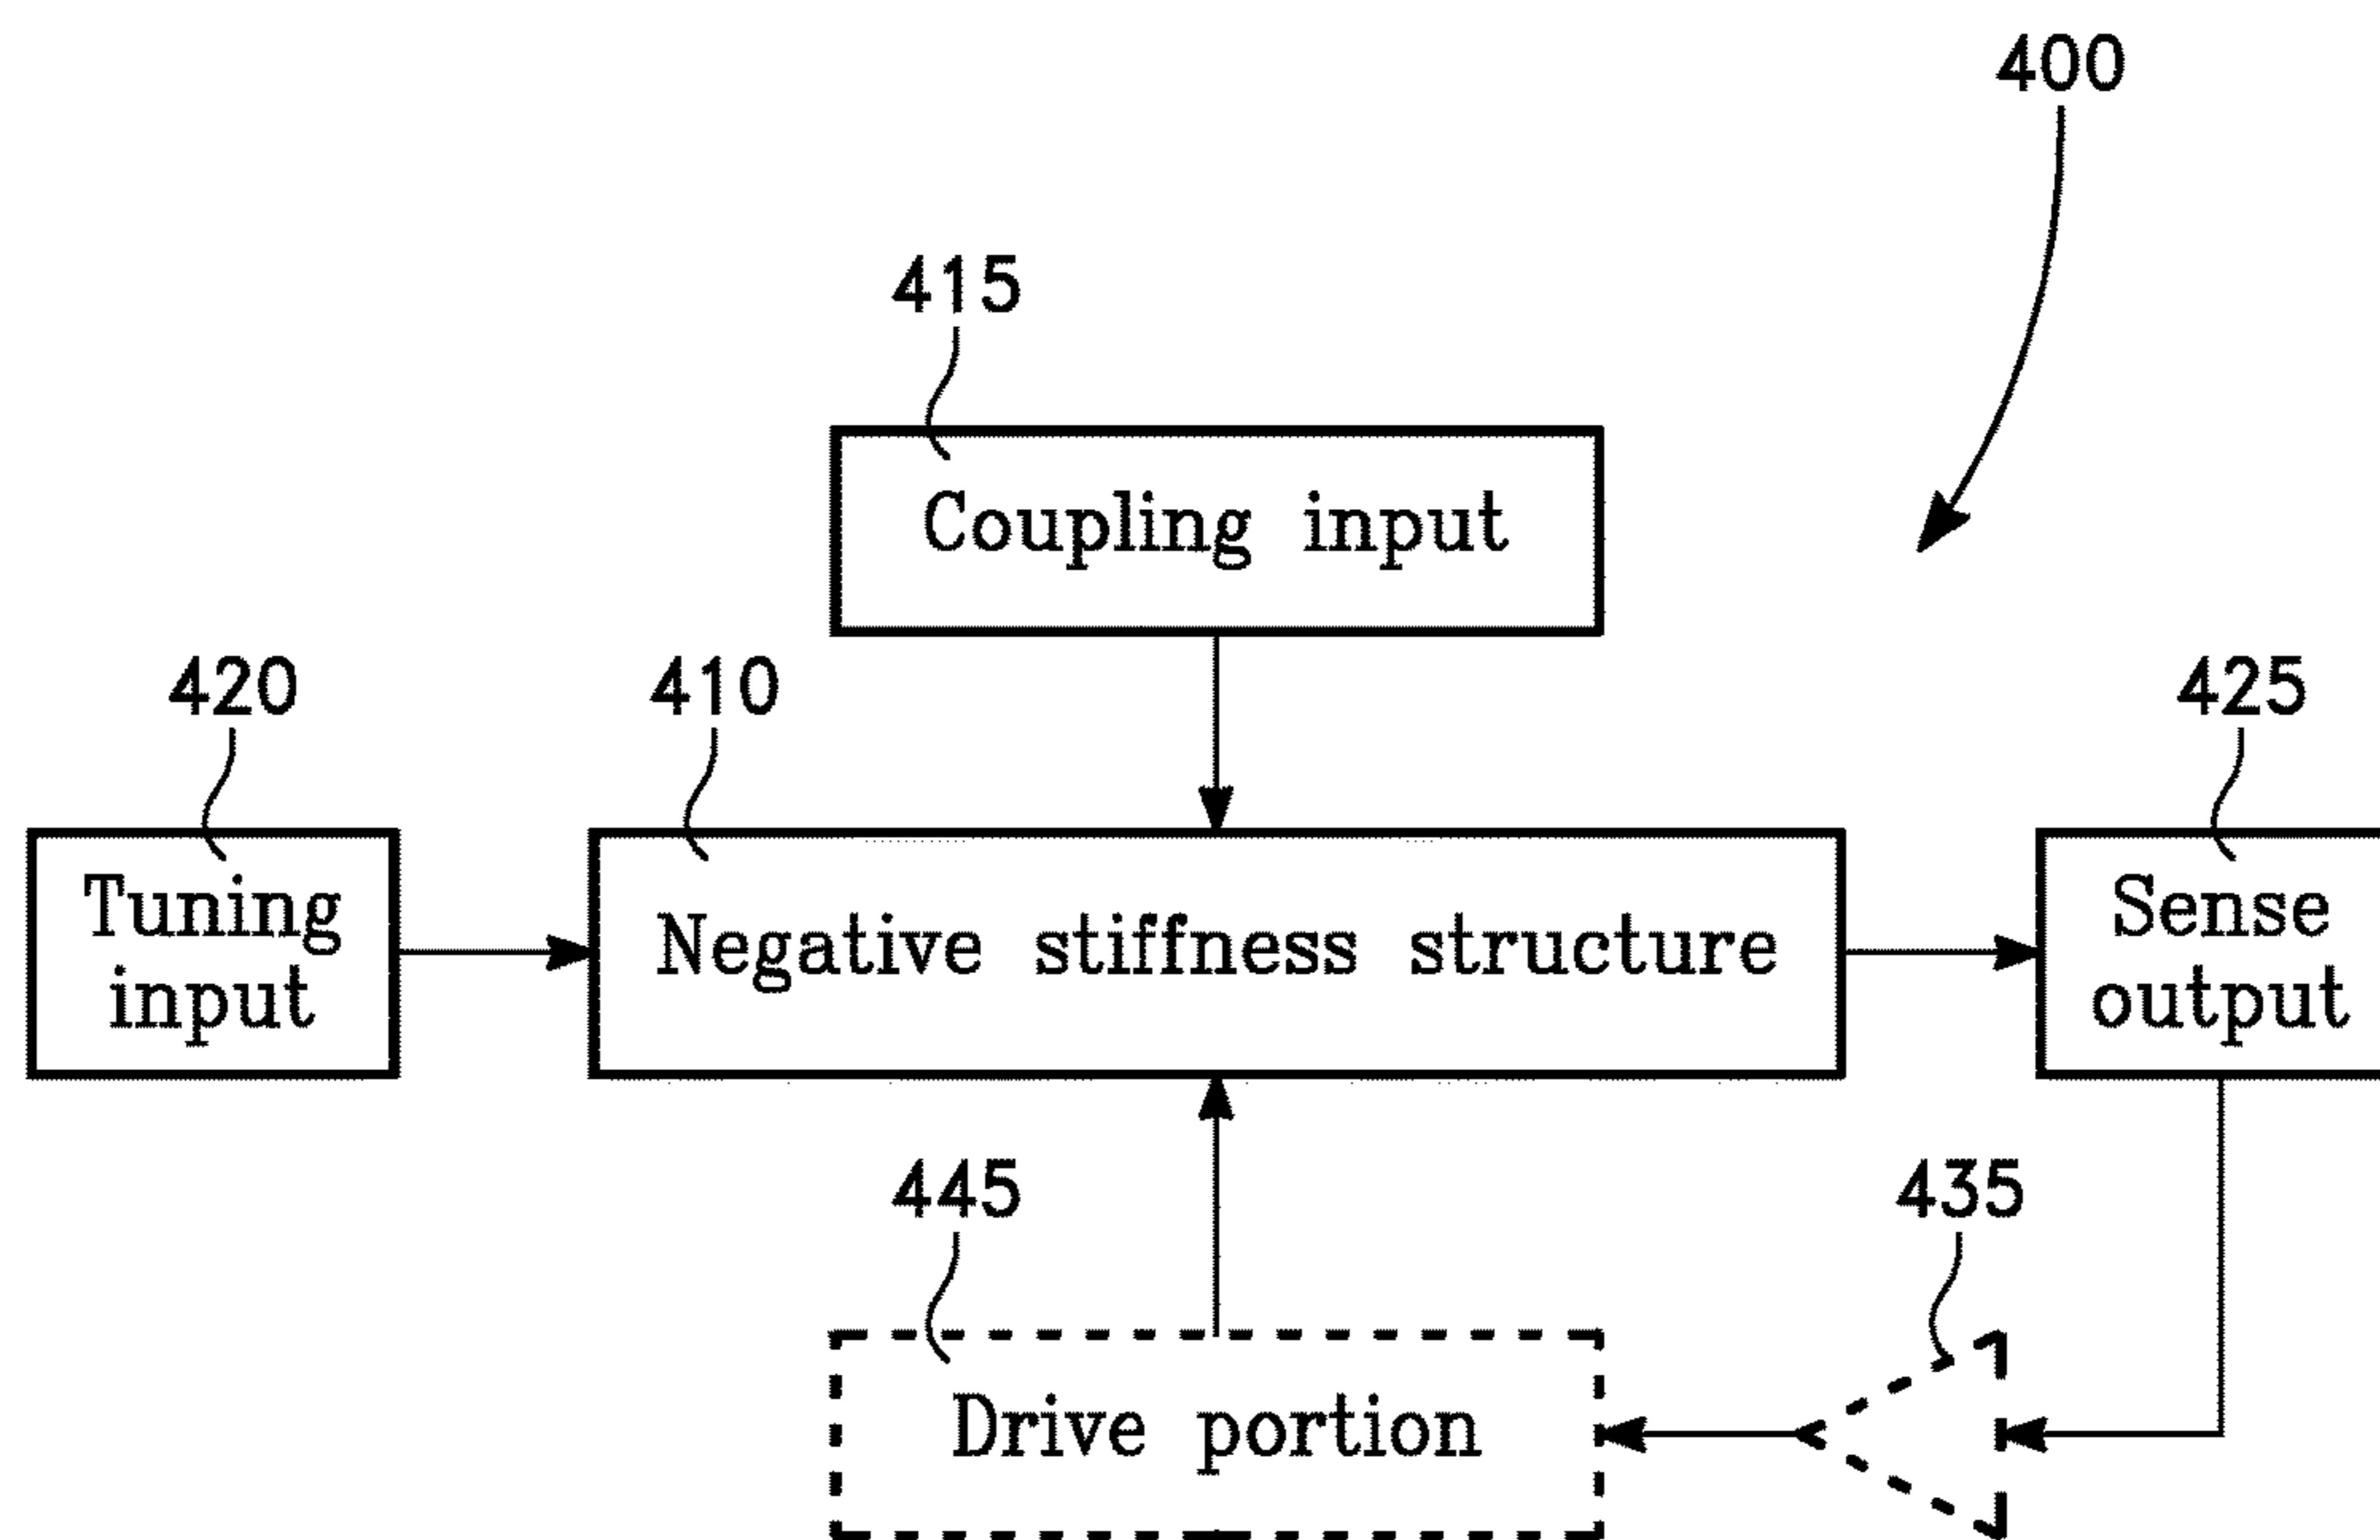 400
415
Coupling input
420
410
425
Tuning
input
Negative stiffness structure
Sense
output
445
435
Drive portion